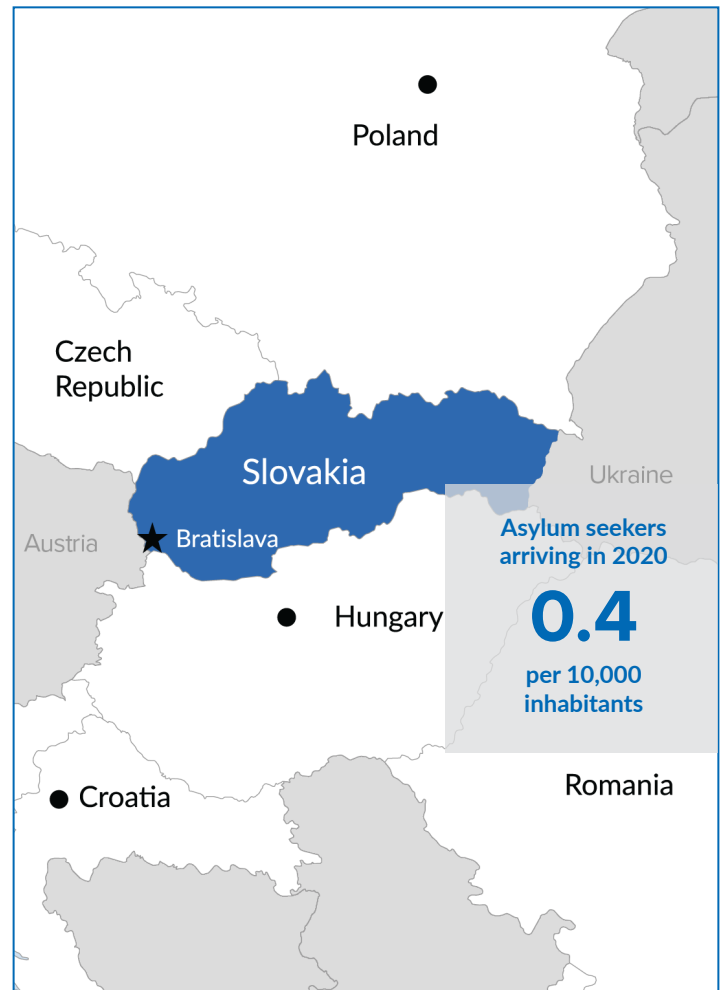 Poland
Czech
Republic
Slovakia
Ukraine
Austria
Bratislava
Asylum seekers
arriving in 2020
0.4
per 10,000
inhabitants
Hungary
Romania
Croatia